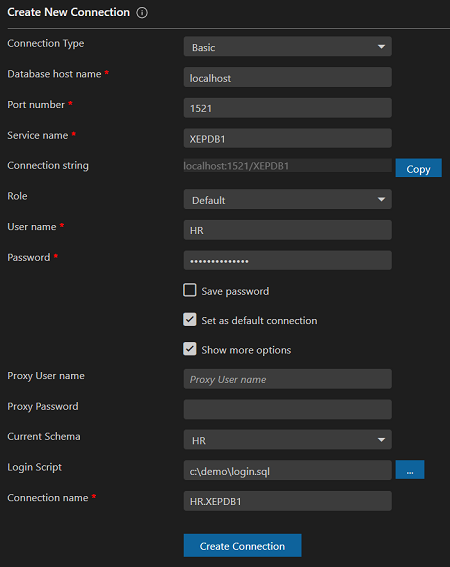 Create New Connection
Connection Type Basic
Database host name * localhost
Port number * 1521
Service name * XEPDB1
Connection string localhost:1521/XEPDB1 Copy
Role Default
User name * HR
Password * ••••••••••••••
Save password
Set as default connection
Show more options
Proxy User name Proxy User name
Proxy Password
Current Schema HR
Login Script c:\demo\login.sql ...
Connection name * HR.XEPDB1
Create Connection